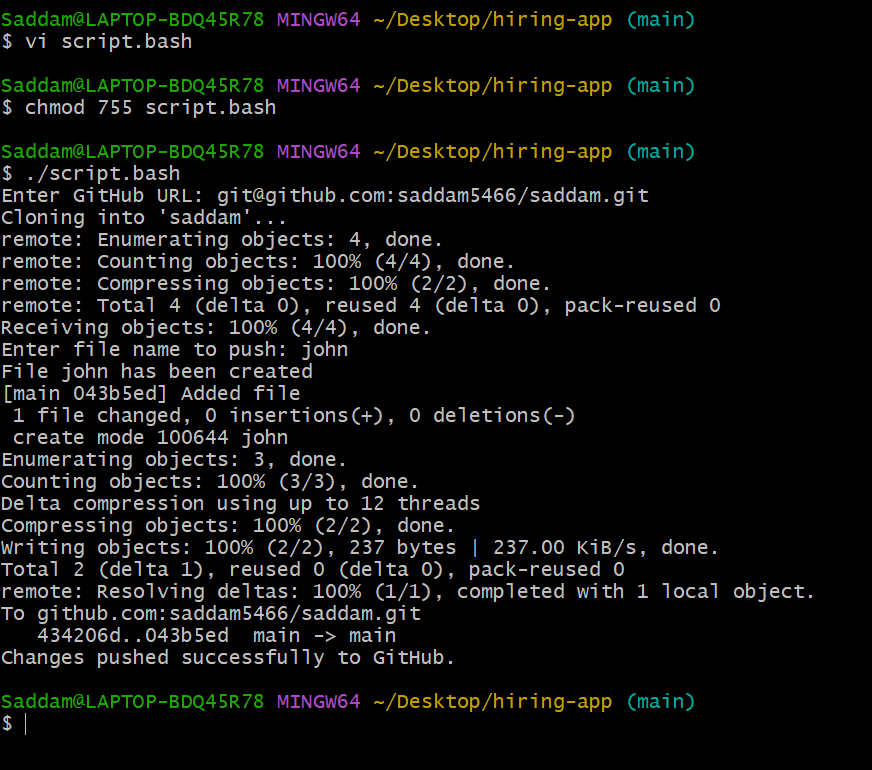 Saddam@LAPTOP-BDQ45R78 MINGW64 ~/Desktop/hiring-app (main)
$ vi script.bash
Saddam@LAPTOP-BDQ45R78 MINGW64 ~/Desktop/hiring-app (main)
$ chmod 755 script.bash
Saddam@LAPTOP-BDQ45R78 MINGW64 ~/Desktop/hiring-app (main)
$ ./script.bash
Enter GitHub URL: git@github.com:saddam5466/saddam.git
Cloning into 'saddam'...
remote: Enumerating objects: 4, done.
remote: Counting objects: 100% (4/4), done.
remote: Compressing objects: 100% (2/2), done.
remote: Total 4 (delta 0), reused 4 (delta 0), pack-reused 0
Receiving objects: 100% (4/4), done.
Enter file name to push: john
File john has been created
[main 043b5ed] Added file
 1 file changed, 0 insertions(+), 0 deletions(-)
 create mode 100644 john
Enumerating objects: 3, done.
Counting objects: 100% (3/3), done.
Delta compression using up to 12 threads
Compressing objects: 100% (2/2), done.
Writing objects: 100% (2/2), 237 bytes | 237.00 KiB/s, done.
Total 2 (delta 1), reused 0 (delta 0), pack-reused 0
remote: Resolving deltas: 100% (1/1), completed with 1 local object.
To github.com:saddam5466/saddam.git
   434206d..043b5ed  main -> main
Changes pushed successfully to GitHub.
Saddam@LAPTOP-BDQ45R78 MINGW64 ~/Desktop/hiring-app (main)
$